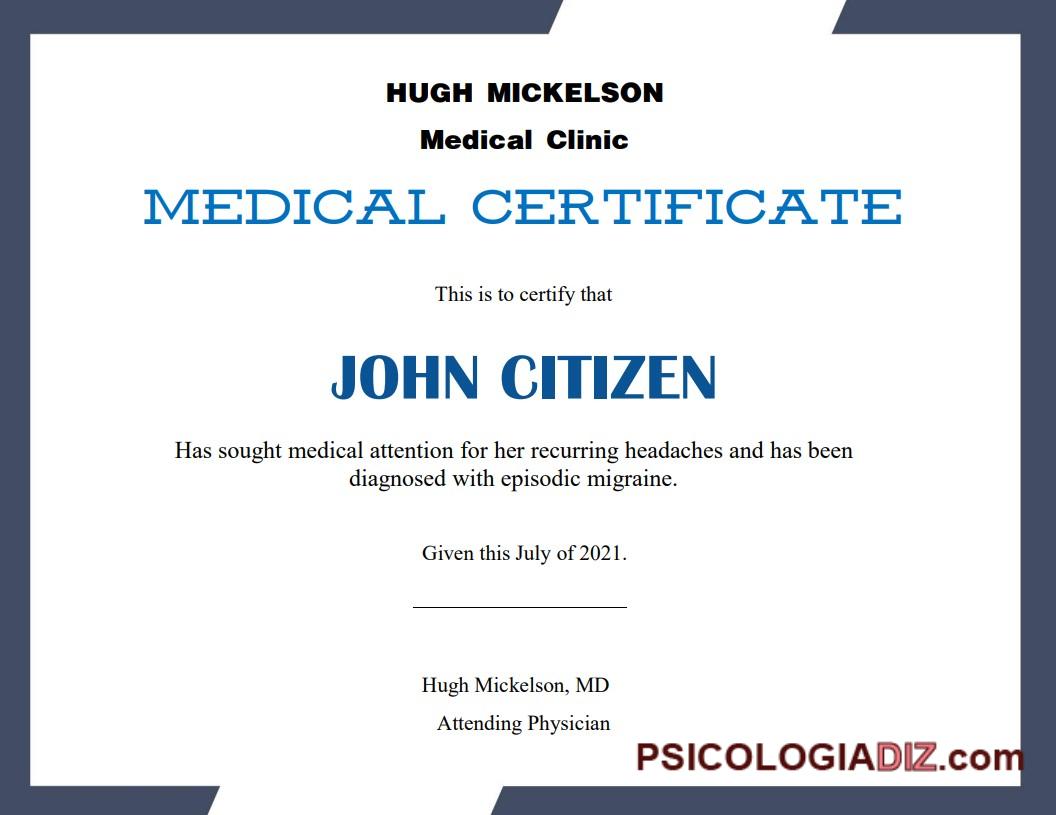 HUGH MICKELSON
Medical Clinic
MEDICAL CERTIFICATE
This is to certify that
JOHN CITIZEN
Has sought medical attention for her recurring headaches and has been
diagnosed with episodic migraine.
Given this July of 2021.
Hugh Mickelson, MD
Attending Physician
PSICOLOGIADIZ.com